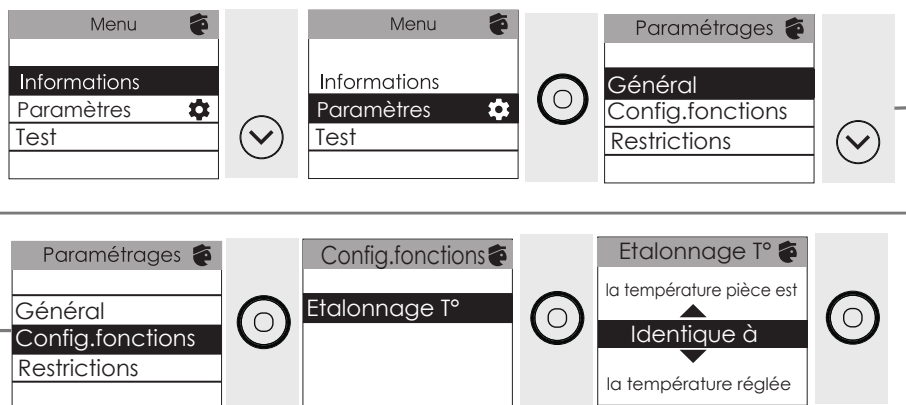 Menu
Informations
Paramètres
Test
Menu
Informations
Paramètres
Test
Paramétrages
Général
Config.fonctions
Restrictions
Paramétrages
Général
Config.fonctions
Restrictions
Config.fonctions
Etalonnage T°
Etalonnage T°
la température pièce est
Identique à
la température réglée